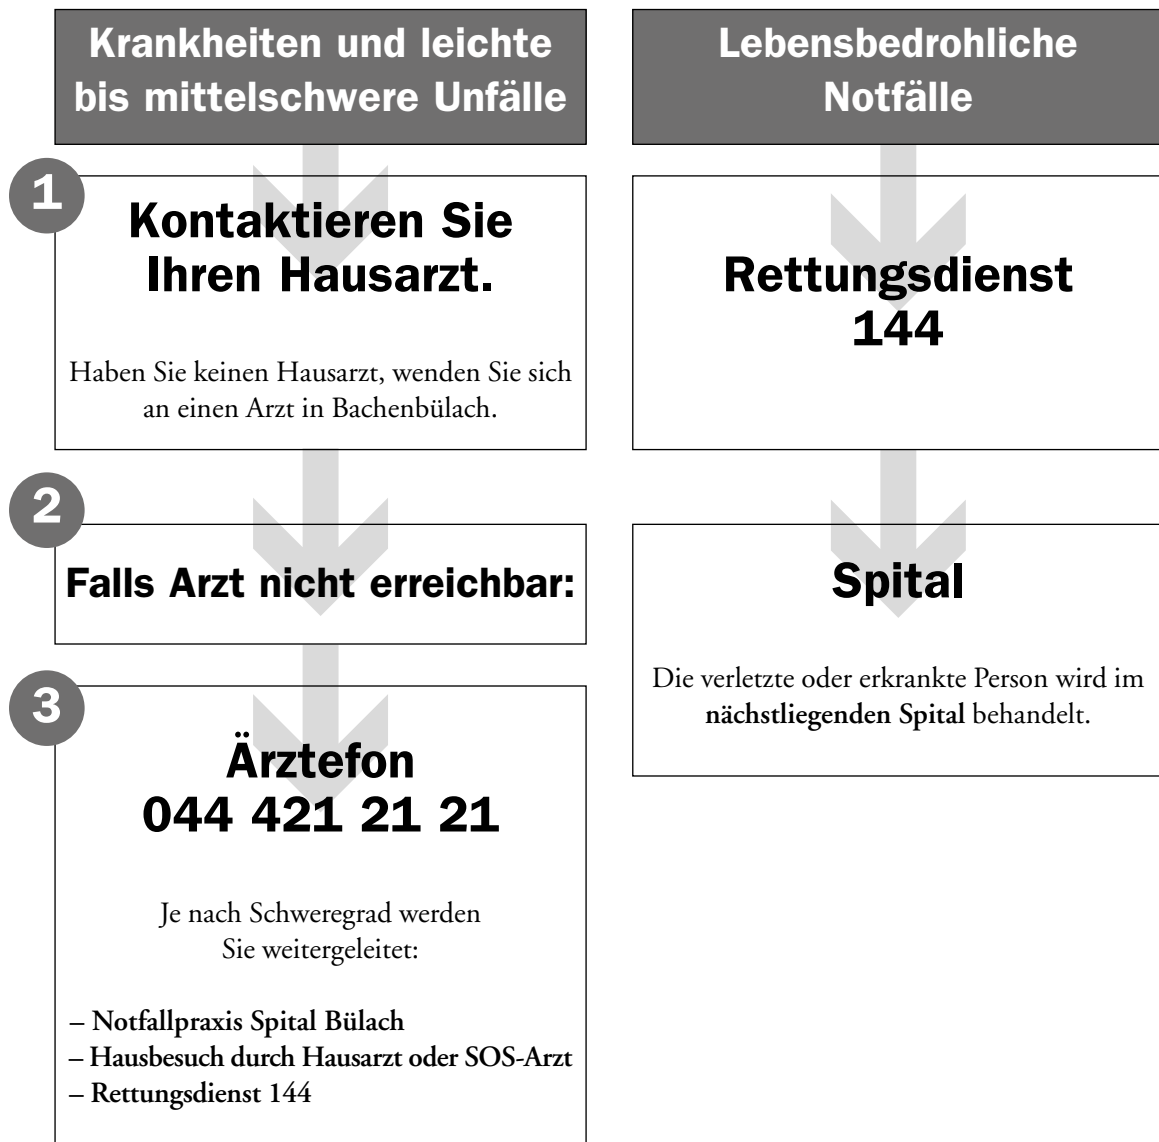 Krankheiten und leichte
bis mittelschwere Unfälle
1
Kontaktieren Sie
Ihren Hausarzt.
Haben Sie keinen Hausarzt, wenden Sie sich
an einen Arzt in Bachenbülach.
2
Falls Arzt nicht erreichbar:
3
Ärztefon
044 421 21 21
Je nach Schweregrad werden
Sie weitergeleitet:
– Notfallpraxis Spital Bülach
– Hausbesuch durch Hausarzt oder SOS-Arzt
– Rettungsdienst 144
Lebensbedrohliche
Notfälle
Rettungsdienst
144
Spital
Die verletzte oder erkrankte Person wird im
nächstliegenden Spital behandelt.